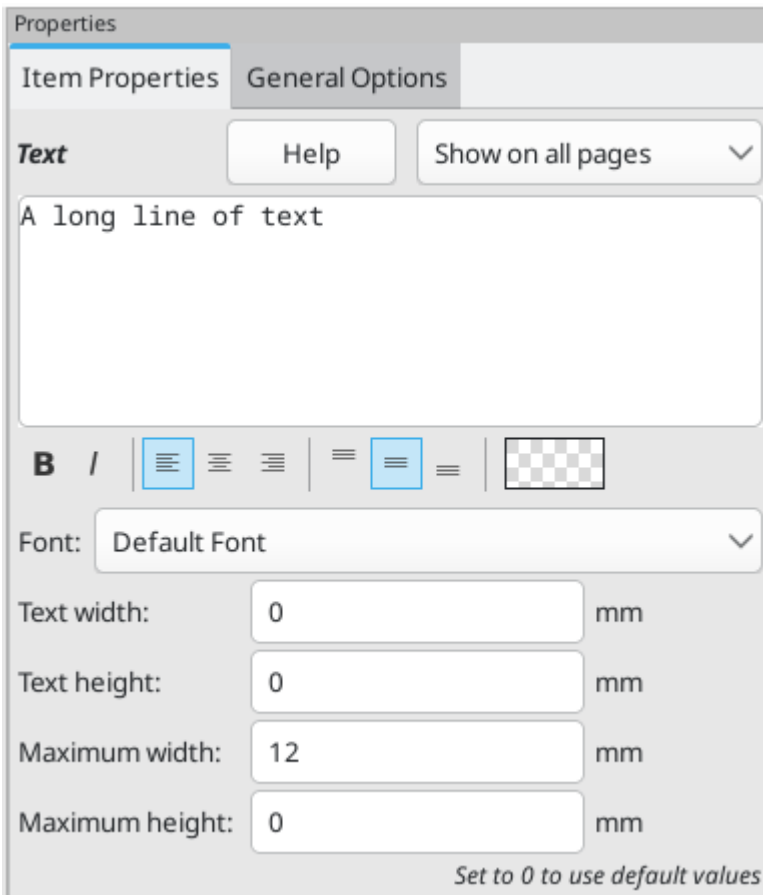 Properties
Item Properties General Options
Text Help Show on all pages
A long line of text
B I
Font: Default Font
Text width: 0 mm
Text height: 0 mm
Maximum width: 12 mm
Maximum height: 0 mm
Set to 0 to use default values